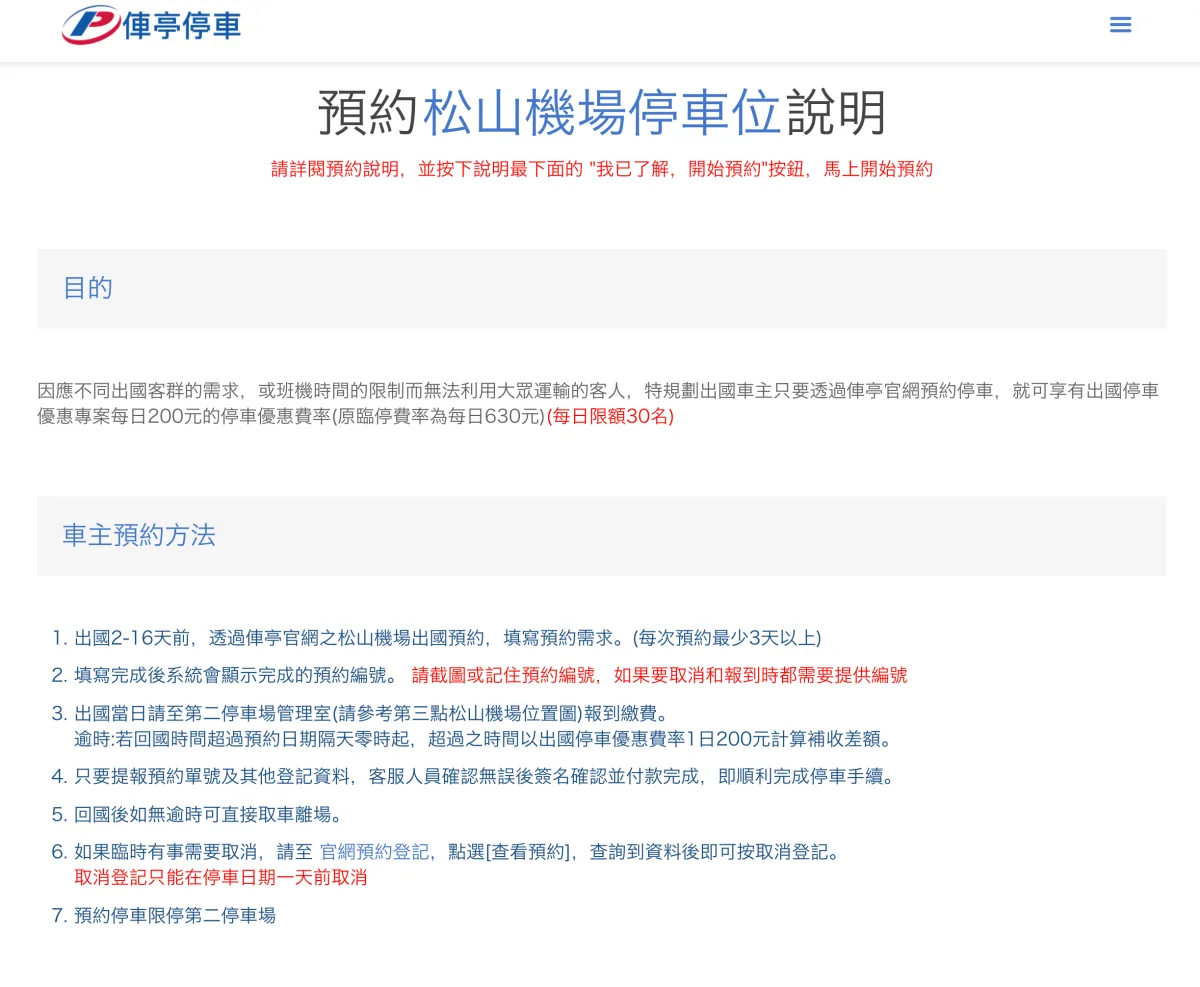 俥亭停車
預約松山機場停車位說明
請詳閱預約說明，並按下說明最下面的 "我已了解，開始預約"按鈕，馬上開始預約
目的
因應不同出國客群的需求，或班機時間的限制而無法利用大眾運輸的客人，特規劃出國車主只要透過俥亭官網預約停車，就可享有出國停車
優惠專案每日200元的停車優惠費率(原臨停費率為每日630元)(每日限額30名)
車主預約方法
1. 出國2-16天前，透過俥亭官網之松山機場出國預約，填寫預約需求。(每次預約最少3天以上)
2. 填寫完成後系統會顯示完成的預約編號。 請截圖或記住預約編號，如果要取消和報到時都需要提供編號
3. 出國當日請至第二停車場管理室(請參考第三點松山機場位置圖)報到繳費。
逾時:若回國時間超過預約日期隔天零時起，超過之時間以出國停車優惠費率1日200元計算補收差額。
4. 只要提報預約單號及其他登記資料，客服人員確認無誤後簽名確認並付款完成，即順利完成停車手續。
5. 回國後如無逾時可直接取車離場。
6. 如果臨時有事需要取消，請至 官網預約登記，點選[查看預約]，查詢到資料後即可按取消登記。
取消登記只能在停車日期一天前取消
7. 預約停車限停第二停車場